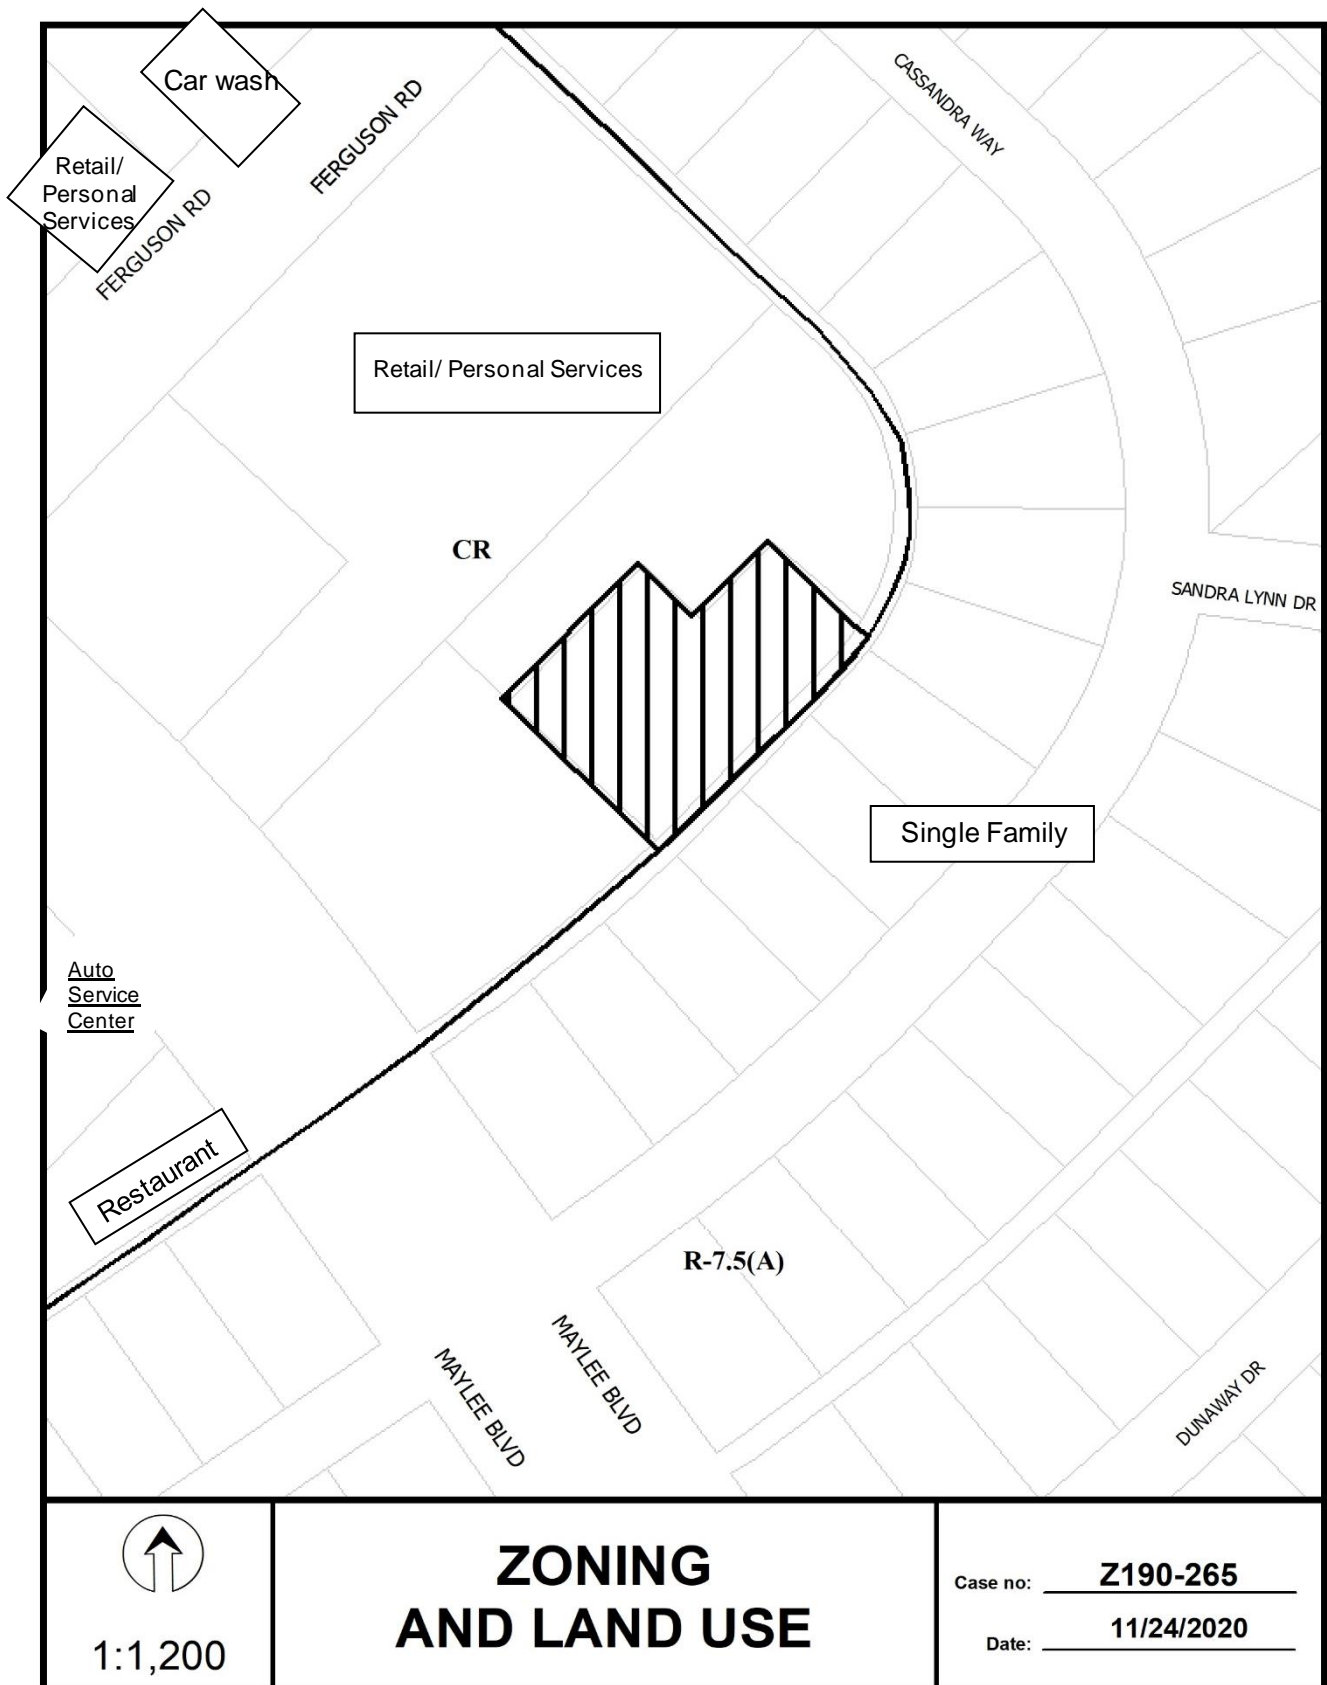 Car wash
FERGUSON RD
CASSANDRA WAY
Retail/
Personal
Services
FERGUSON RD
Retail/ Personal Services
CR
SANDRA LYNN DR
Single Family
Auto
Service
Center
Restaurant
R-7.5(A)
MAYLEE BLVD
MAYLEE BLVD
DUNAWAY DR
1:1,200
ZONING
AND LAND USE
Case no: Z190-265
Date: 11/24/2020